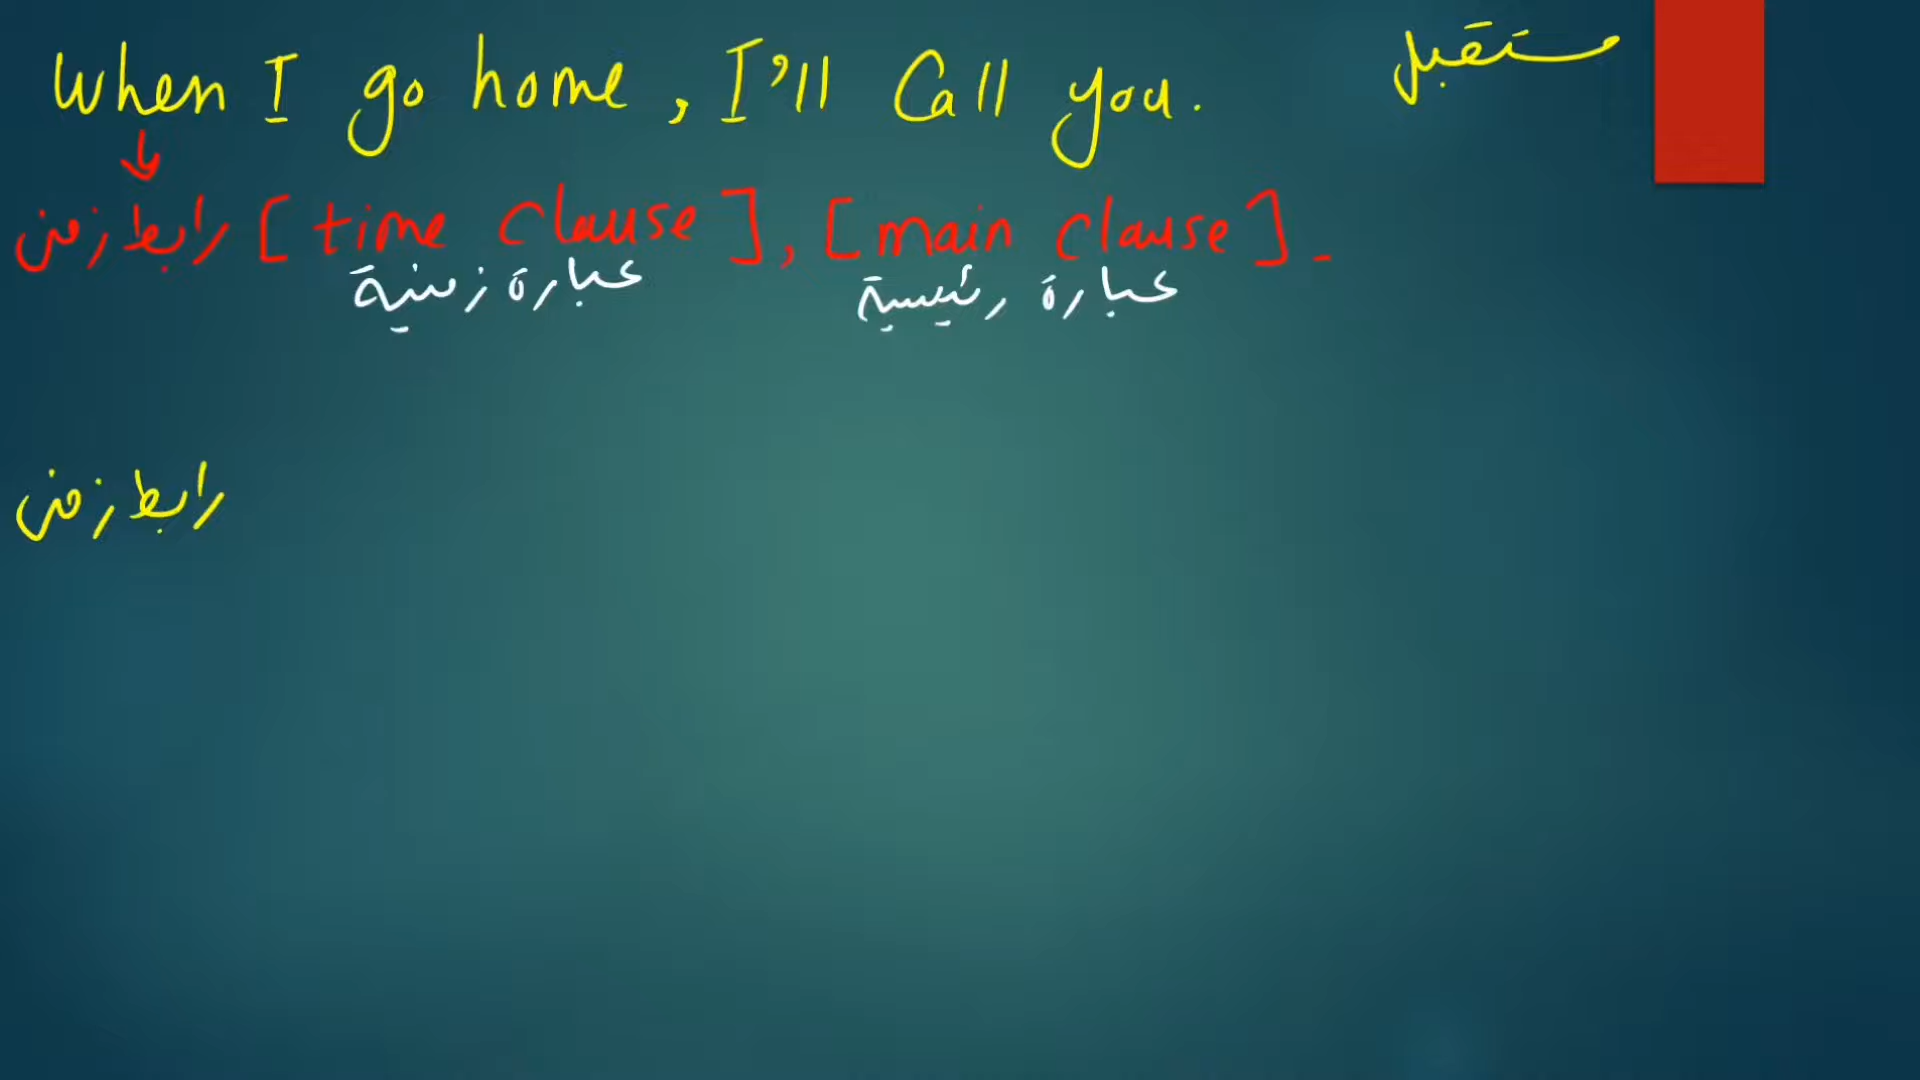 When I go home, I'll Call you. مستقبل
رابط زمني [time clause], [main clause].
عبارة زمنية عبارة رئيسية
رابط زمني